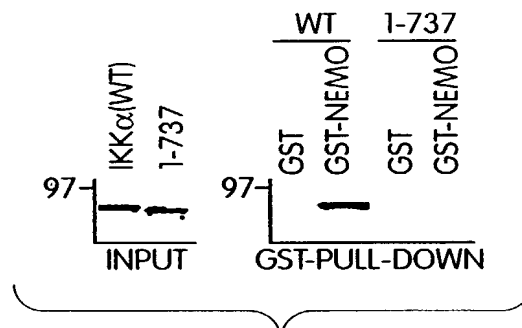 WT 1-737
IKKα(WT)
1-737
GST
GST-NEMO
GST
GST-NEMO
97
97
INPUT
GST-PULL-DOWN